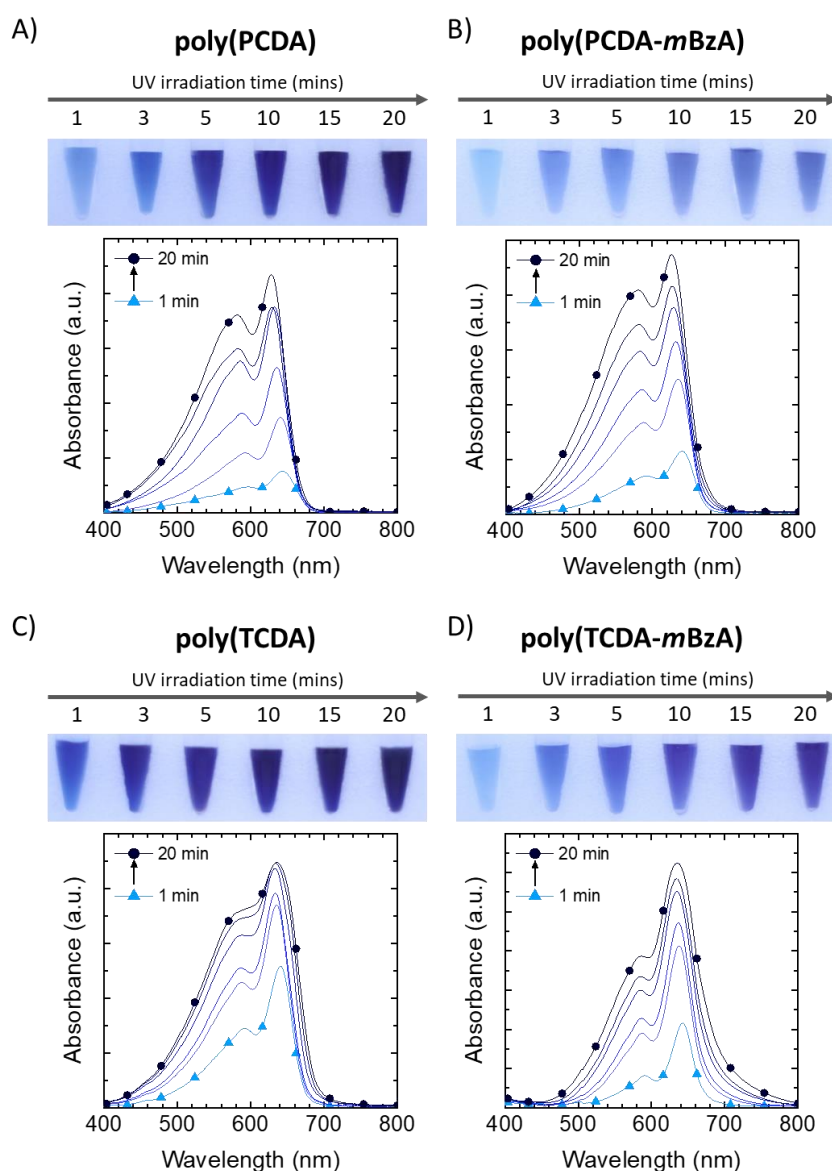 A)
poly(PCDA)
UV irradiation time (mins)
1 3 5 10 15 20
20 min
1 min
Absorbance (a.u.)
400 500 600 700 800
Wavelength (nm)
B)
poly(PCDA-mBzA)
UV irradiation time (mins)
1 3 5 10 15 20
20 min
1 min
Absorbance (a.u.)
400 500 600 700 800
Wavelength (nm)
C)
poly(TCDA)
UV irradiation time (mins)
1 3 5 10 15 20
20 min
1 min
Absorbance (a.u.)
400 500 600 700 800
Wavelength (nm)
D)
poly(TCDA-mBzA)
UV irradiation time (mins)
1 3 5 10 15 20
20 min
1 min
Absorbance (a.u.)
400 500 600 700 800
Wavelength (nm)